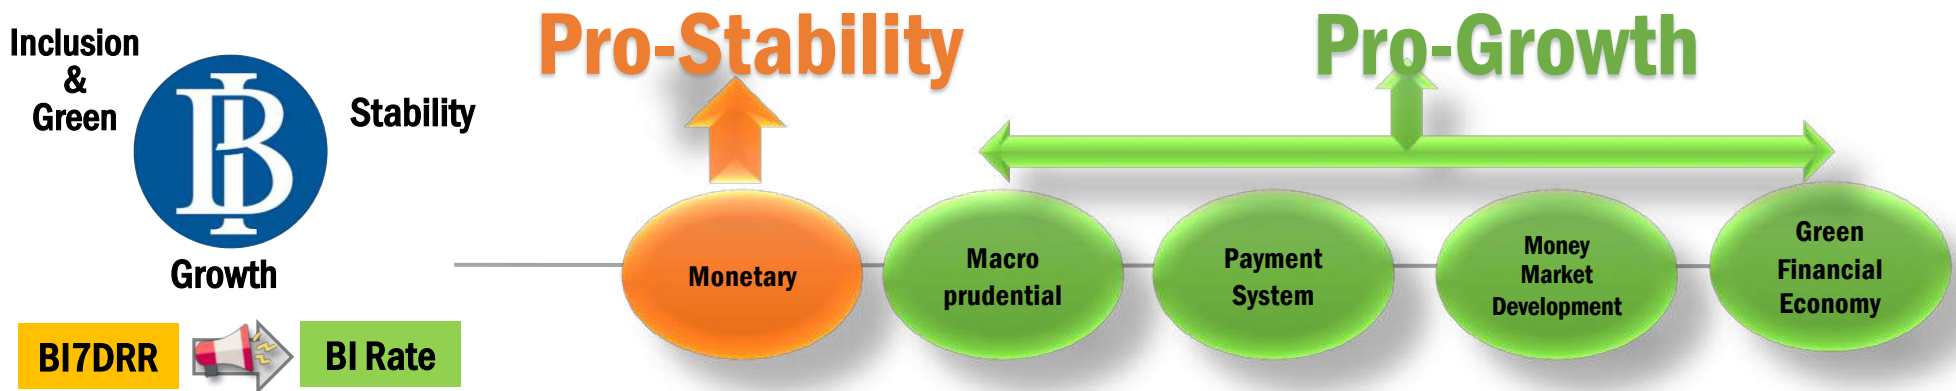 Inclusion
&
Green
Stability
Growth
BI7DRR
BI Rate
Pro-Stability
Pro-Growth
Monetary
Macro
prudential
Payment
System
Money
Market
Development
Green
Financial
Economy